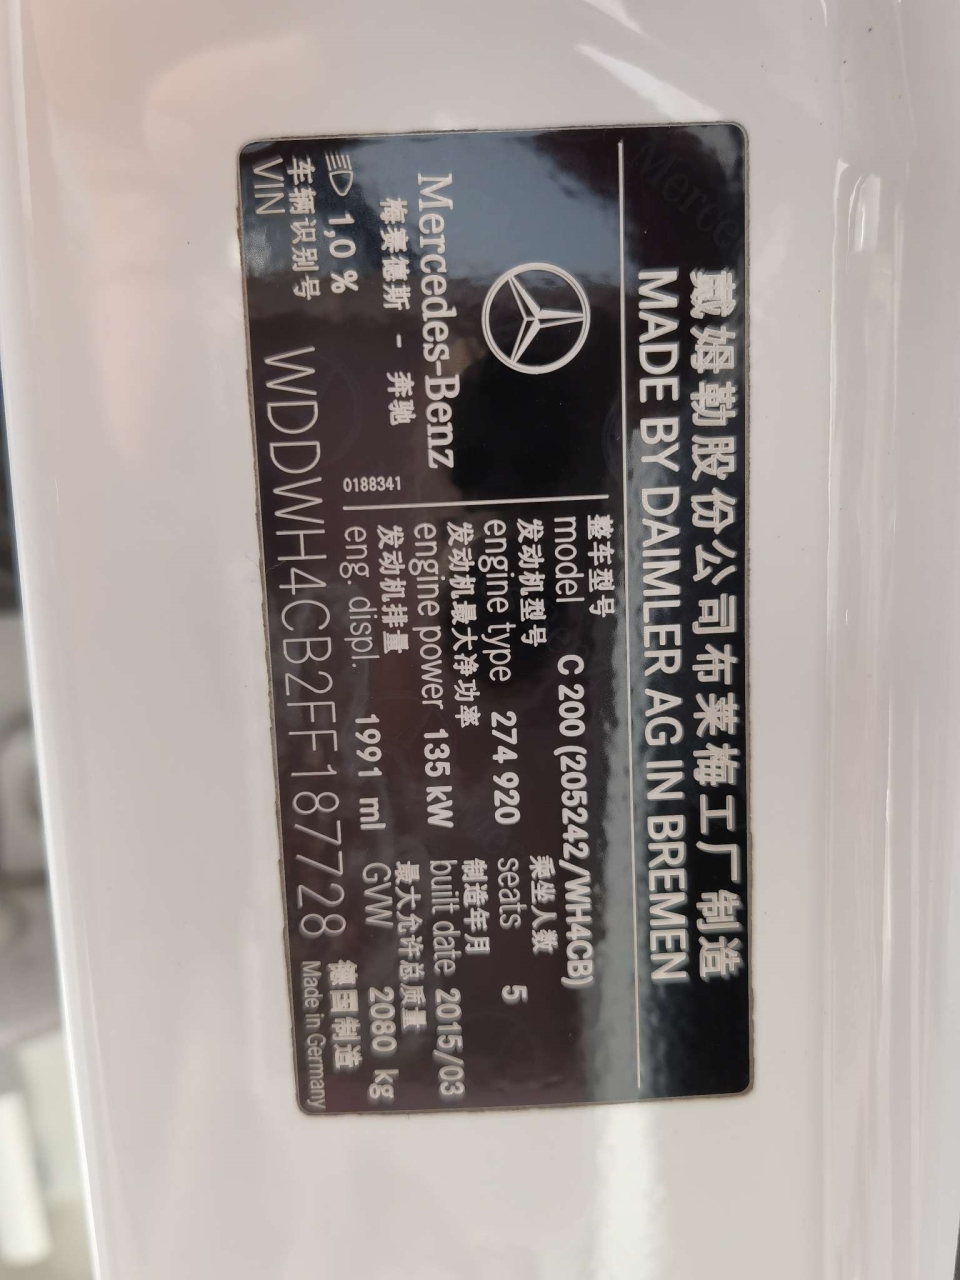 戴姆勒股份公司布莱梅工厂制造
MADE BY DAIMLER AG IN BREMEN
Mercedes-Benz
梅赛德斯 - 奔驰
0188341
整车型号
model C 200 (205242/WH4CB)
发动机型号 乘坐人数
engine type 274 920 seats 5
发动机最大净功率 制造年月
engine power 135 kW built date 2015/03
发动机排量 最大允许总质量
eng. displ. 1991 ml GVW 2080 kg
1,0 %
车辆识别号 德国制造
VIN WDDWH4CB2FF187728 Made in Germany